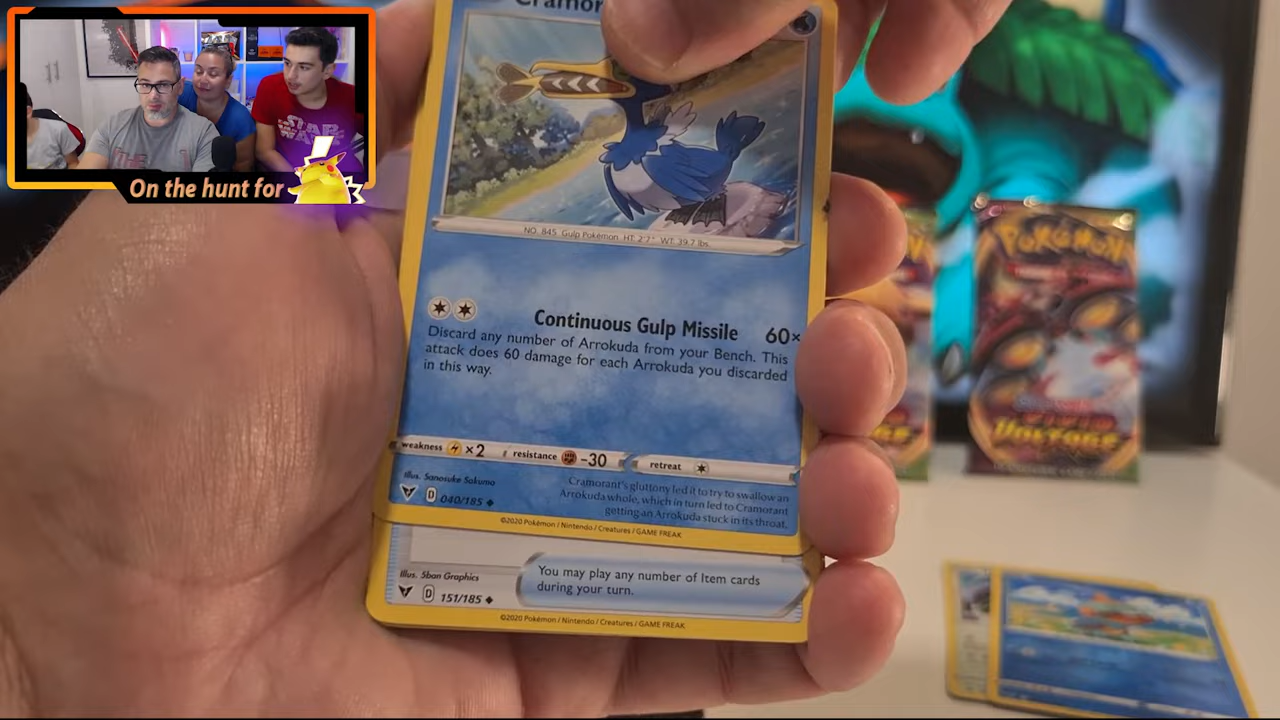 Cramor
NO. 845 Gulp Pokémon HT: 2'7" WT: 39.7 lbs.
Continuous Gulp Missile 60×
Discard any number of Arrokuda from your Bench. This
attack does 60 damage for each Arrokuda you discarded
in this way.
weakness ×2 resistance -30 retreat
Illus. Sanosuke Sakuma
D 040/185
Cramorant's gluttony led it to try to swallow an
Arrokuda whole, which in turn led to Cramorant
getting an Arrokuda stuck in its throat.
©2020 Pokémon / Nintendo / Creatures / GAME FREAK
Illus. 5ban Graphics
D 151/185
You may play any number of Item cards
during your turn.
©2020 Pokémon / Nintendo / Creatures / GAME FREAK
On the hunt for
STAR
WARS
POKÉMON
VIVID
VOLTAGE